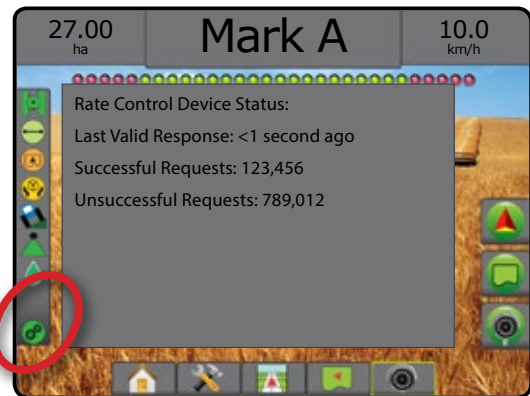 27.00
ha
Mark A
10.0
km/h
Rate Control Device Status:
Last Valid Response: <1 second ago
Successful Requests: 123,456
Unsuccessful Requests: 789,012